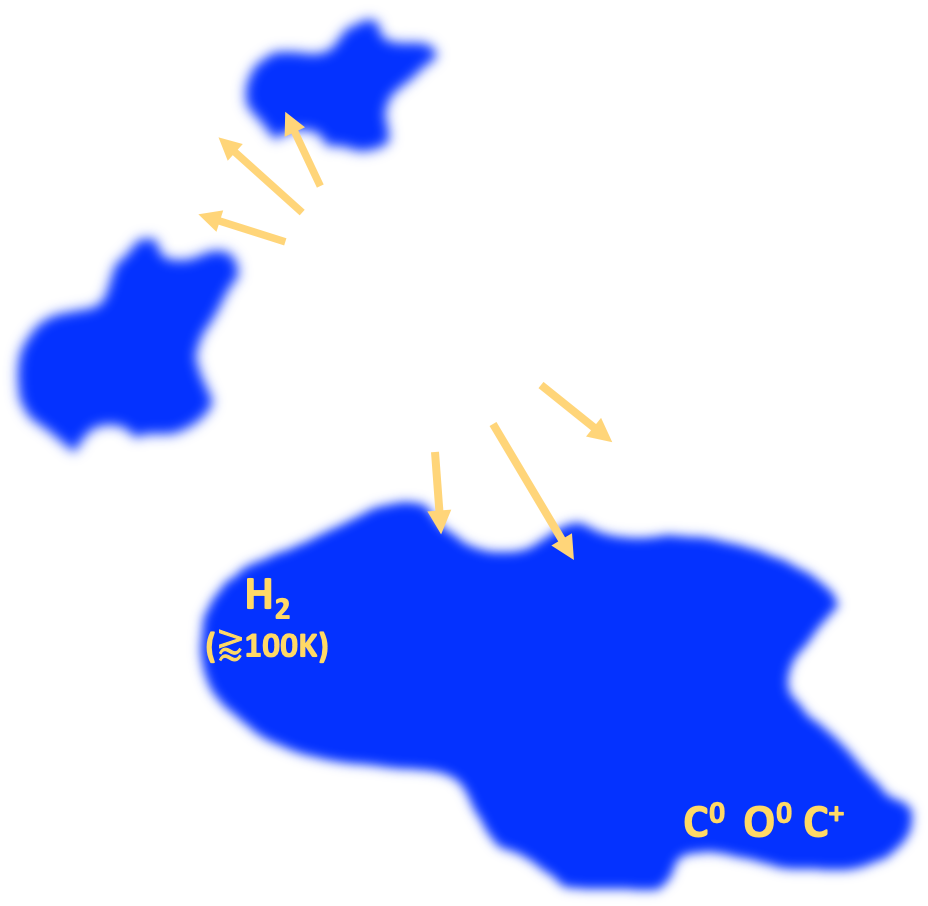 H₂
(⪆100K)
C⁰ O⁰ C⁺